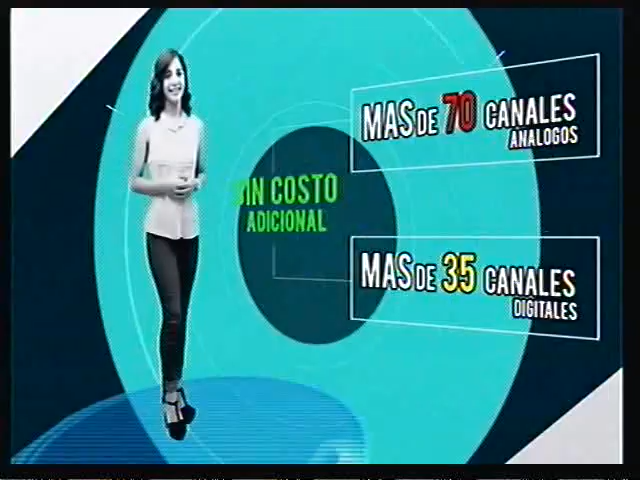 MAS DE 70 CANALES
ANALOGOS
SIN COSTO
ADICIONAL
MAS DE 35 CANALES
DIGITALES